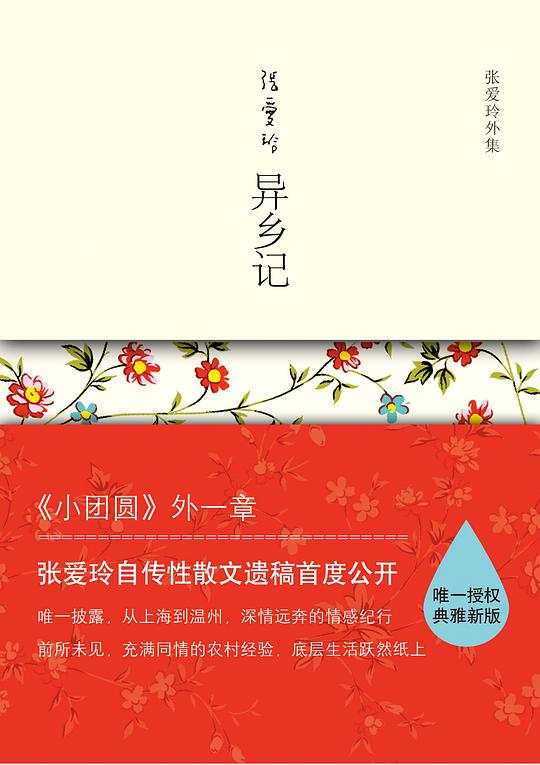 张爱玲外集
张爱玲
异乡记
《小团圆》外一章
张爱玲自传性散文遗稿首度公开
唯一披露，从上海到温州，深情远奔的情感纪行
前所未见，充满同情的农村经验，底层生活跃然纸上
唯一授权
典雅新版